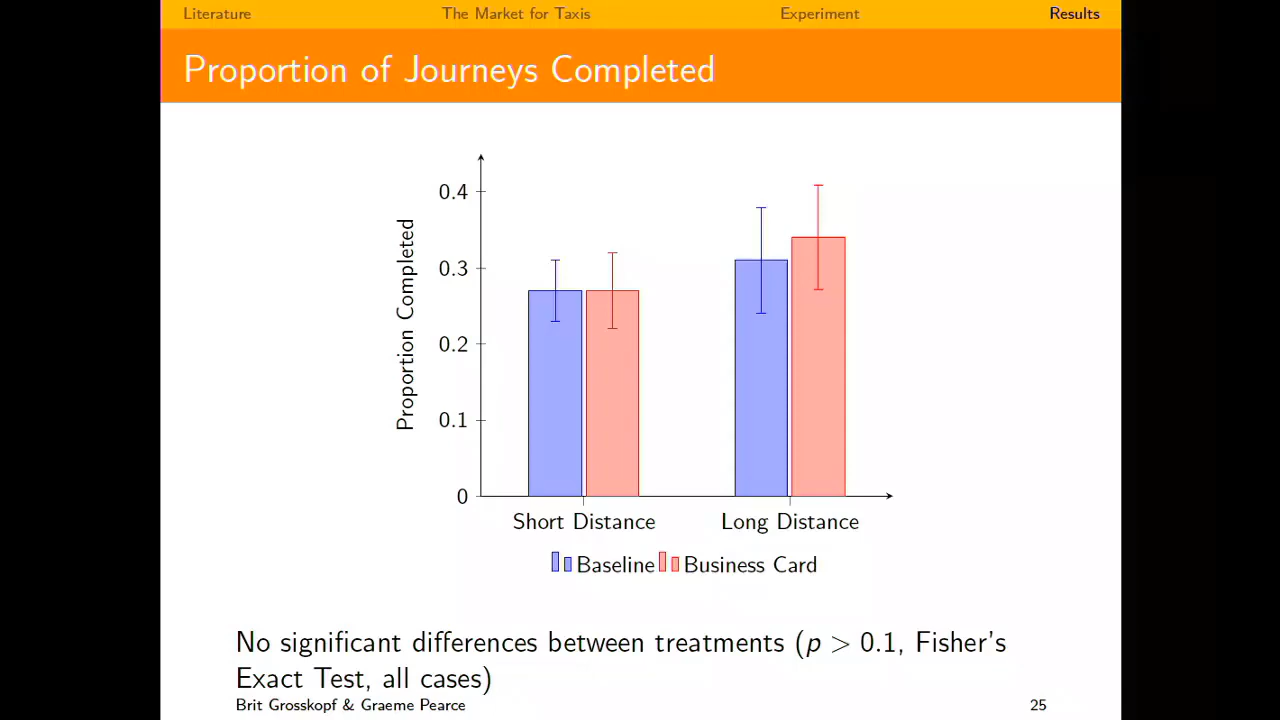 Literature The Market for Taxis Experiment Results
Proportion of Journeys Completed
Proportion Completed
0.4
0.3
0.2
0.1
0
Short Distance Long Distance
Baseline Business Card
No significant differences between treatments (p > 0.1, Fisher's
Exact Test, all cases)
Brit Grosskopf & Graeme Pearce 25